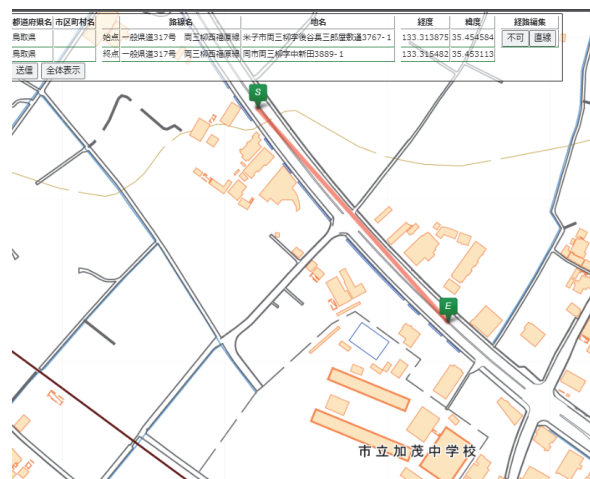 都道府県名 市区町村名 路線名 地名 経度 緯度 経路編集
鳥取県 始点 一般県道317号 両三柳西福原線 米子市両三柳字後谷真三郎屋敷通3767-1 133.313875 35.454584 不可 直線
鳥取県 終点 一般県道317号 両三柳西福原線 同市両三柳字中新田3889-1 133.315482 35.453113
送信 全体表示
S
E
市立加茂中学校